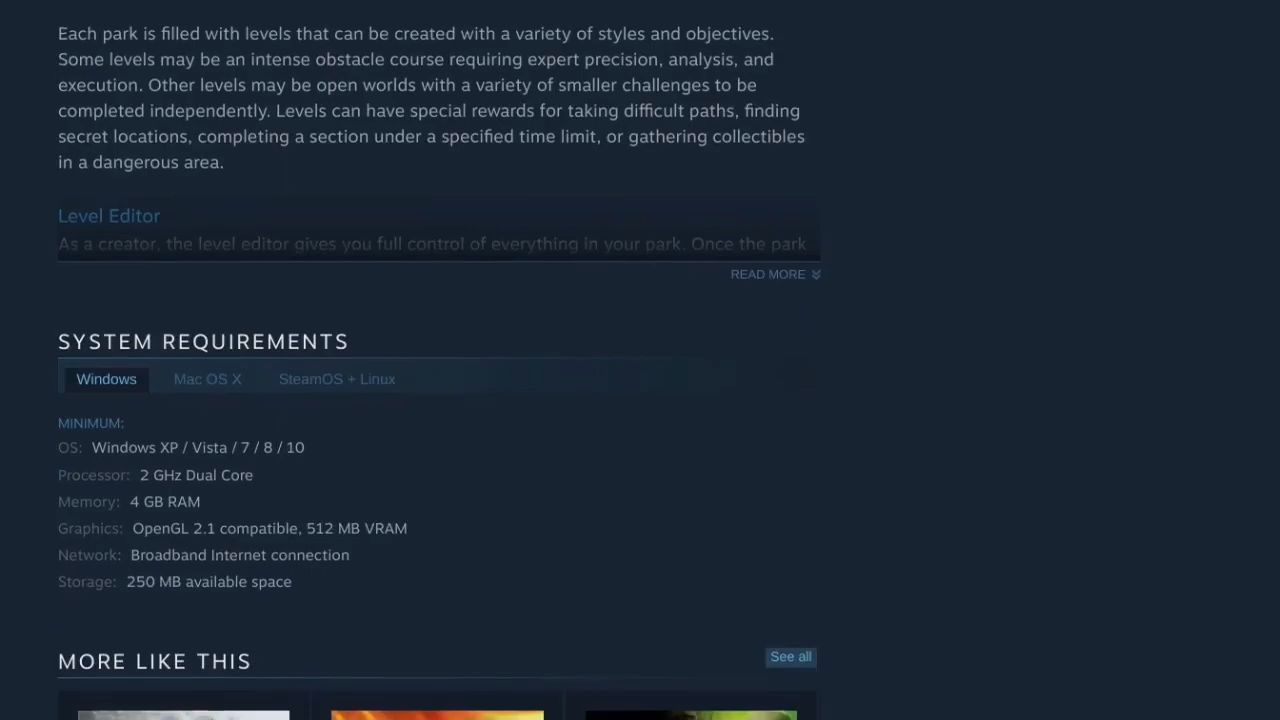 Each park is filled with levels that can be created with a variety of styles and objectives.
Some levels may be an intense obstacle course requiring expert precision, analysis, and
execution. Other levels may be open worlds with a variety of smaller challenges to be
completed independently. Levels can have special rewards for taking difficult paths, finding
secret locations, completing a section under a specified time limit, or gathering collectibles
in a dangerous area.
Level Editor
As a creator, the level editor gives you full control of everything in your park. Once the park
READ MORE
SYSTEM REQUIREMENTS
Windows Mac OS X SteamOS + Linux
MINIMUM:
OS: Windows XP / Vista / 7 / 8 / 10
Processor: 2 GHz Dual Core
Memory: 4 GB RAM
Graphics: OpenGL 2.1 compatible, 512 MB VRAM
Network: Broadband Internet connection
Storage: 250 MB available space
MORE LIKE THIS
See all